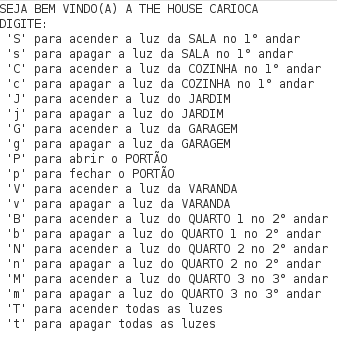 SEJA BEM VINDO(A) A THE HOUSE CARIOCA
DIGITE:
'S' para acender a luz da SALA no 1° andar
's' para apagar a luz da SALA no 1° andar
'C' para acender a luz da COZINHA no 1° andar
'c' para apagar a luz da COZINHA no 1° andar
'J' para acender a luz do JARDIM
'j' para apagar a luz do JARDIM
'G' para acender a luz da GARAGEM
'g' para apagar a luz da GARAGEM
'P' para abrir o PORTÃO
'p' para fechar o PORTÃO
'V' para acender a luz da VARANDA
'v' para apagar a luz da VARANDA
'B' para acender a luz do QUARTO 1 no 2° andar
'b' para apagar a luz do QUARTO 1 no 2° andar
'N' para acender a luz do QUARTO 2 no 2° andar
'n' para apagar a luz do QUARTO 2 no 2° andar
'M' para acender a luz do QUARTO 3 no 3° andar
'm' para apagar a luz do QUARTO 3 no 3° andar
'T' para acender todas as luzes
't' para apagar todas as luzes